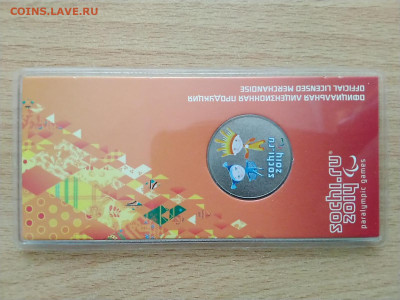 COINS.LAVE.RU
ОФИЦИАЛЬНАЯ ЛИЦЕНЗИОННАЯ ПРОДУКЦИЯ
OFFICIAL LICENSED MERCHANDISE
sochi.ru
2014
sochi.ru
2014
paralympic games